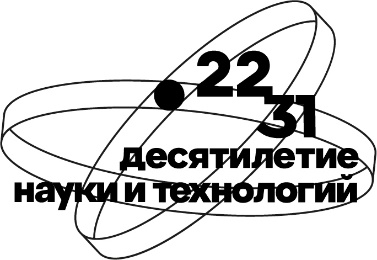 22
31
десятилетие
науки и технологий